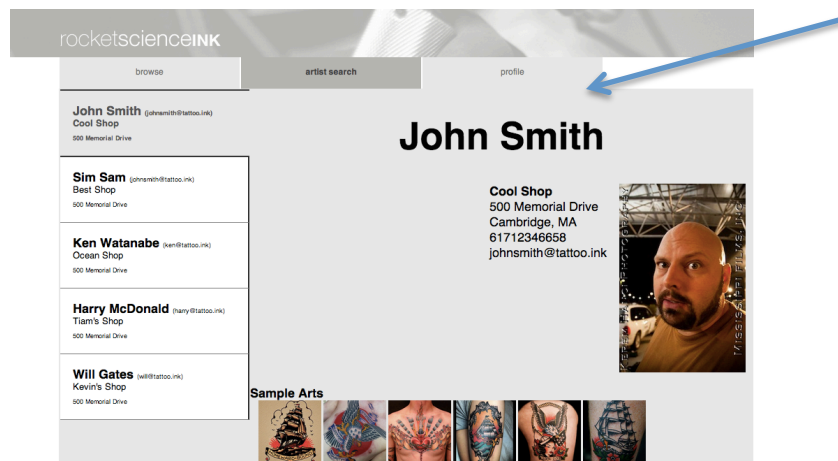 rocketscienceINK
browse
artist search
profile
John Smith (johnsmith@tattoo.ink)
Cool Shop
500 Memorial Drive
Sim Sam (johnsmith@tattoo.ink)
Best Shop
500 Memorial Drive
Ken Watanabe (ken@tattoo.ink)
Ocean Shop
500 Memorial Drive
Harry McDonald (harry@tattoo.ink)
Tiam's Shop
500 Memorial Drive
Will Gates (will@tattoo.ink)
Kevin's Shop
500 Memorial Drive
John Smith
Cool Shop
500 Memorial Drive
Cambridge, MA
61712346658
johnsmith@tattoo.ink
MISSISSIPPI FILMS, INC
Sample Arts